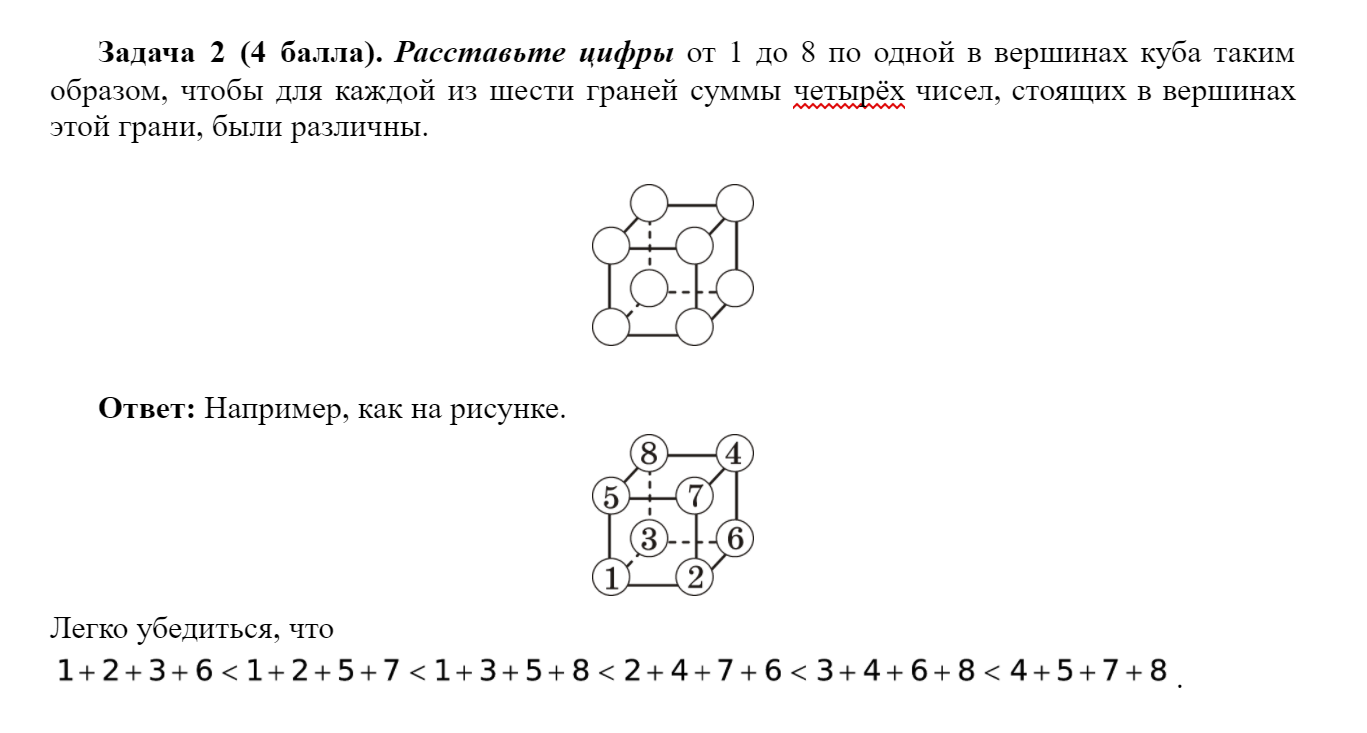 Задача 2 (4 балла). Расставьте цифры от 1 до 8 по одной в вершинах куба таким
образом, чтобы для каждой из шести граней суммы четырёх чисел, стоящих в вершинах
этой грани, были различны.
Ответ: Например, как на рисунке.
8 4
5 7
3 6
1 2
Легко убедиться, что
1+2+3+6<1+2+5+7<1+3+5+8<2+4+7+6<3+4+6+8<4+5+7+8 .